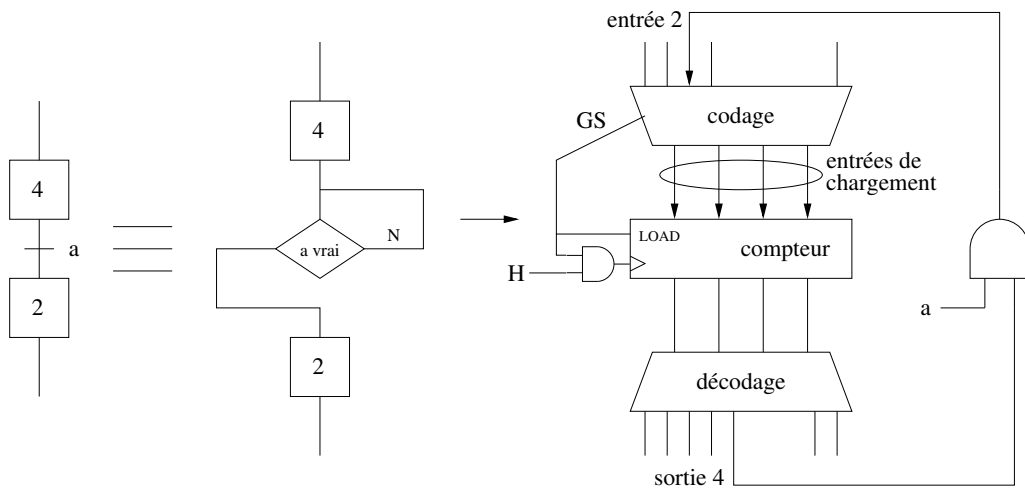 4
a
2
4
a vrai
N
2
entrée 2
codage
GS
entrées de
chargement
LOAD
compteur
H
a
décodage
sortie 4